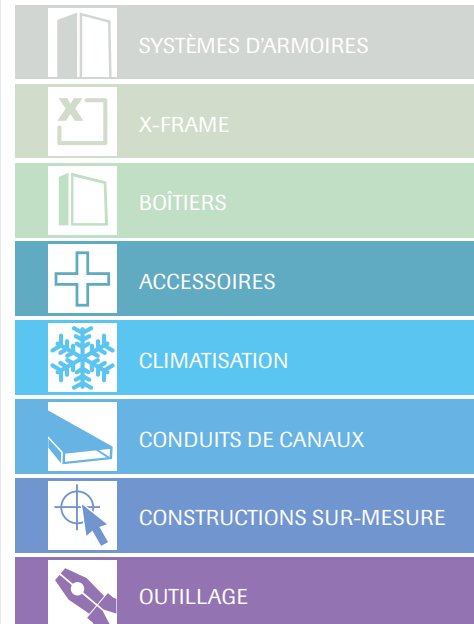 SYSTÈMES D'ARMOIRES
X-FRAME
BOÎTIERS
ACCESSOIRES
CLIMATISATION
CONDUITS DE CANAUX
CONSTRUCTIONS SUR-MESURE
OUTILLAGE